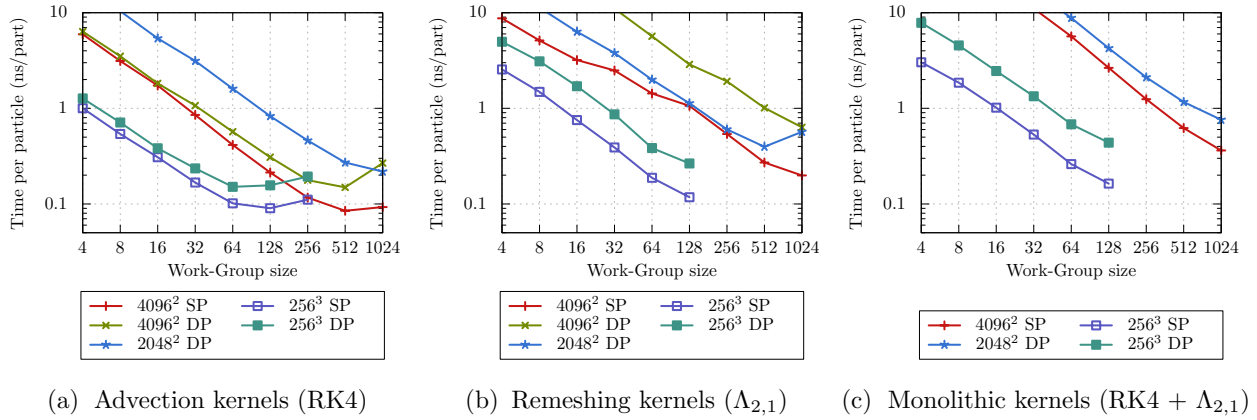 Time per particle (us/part)
10
1
0.1
4 8 16 32 64 128 256 512 1024
Work-Group size
4096² SP
4096² DP
2048² DP
256³ SP
256³ DP
(a) Advection kernels (RK4)
Time per particle (us/part)
10
1
0.1
4 8 16 32 64 128 256 512 1024
Work-Group size
4096² SP
4096² DP
2048² DP
256³ SP
256³ DP
(b) Remeshing kernels (Λ2,1)
Time per particle (us/part)
10
1
0.1
4 8 16 32 64 128 256 512 1024
Work-Group size
4096² SP
2048² DP
256³ SP
256³ DP
(c) Monolithic kernels (RK4 + Λ2,1)